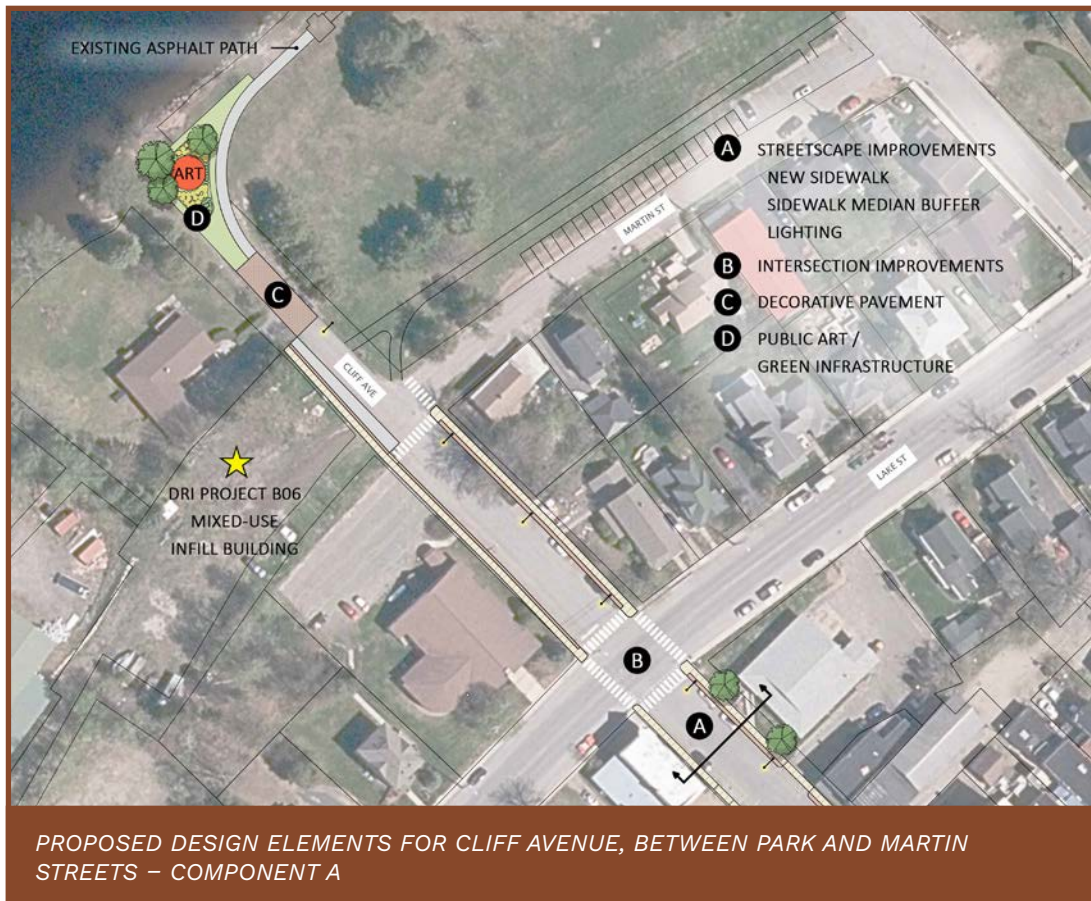 EXISTING ASPHALT PATH
ART
D
C
CLIFF AVE
MARTIN ST
LAKE ST
A STREETSCAPE IMPROVEMENTS
NEW SIDEWALK
SIDEWALK MEDIAN BUFFER
LIGHTING
B INTERSECTION IMPROVEMENTS
C DECORATIVE PAVEMENT
D PUBLIC ART /
GREEN INFRASTRUCTURE
DRI PROJECT B06
MIXED-USE
INFILL BUILDING
B
A
PROPOSED DESIGN ELEMENTS FOR CLIFF AVENUE, BETWEEN PARK AND MARTIN
STREETS – COMPONENT A